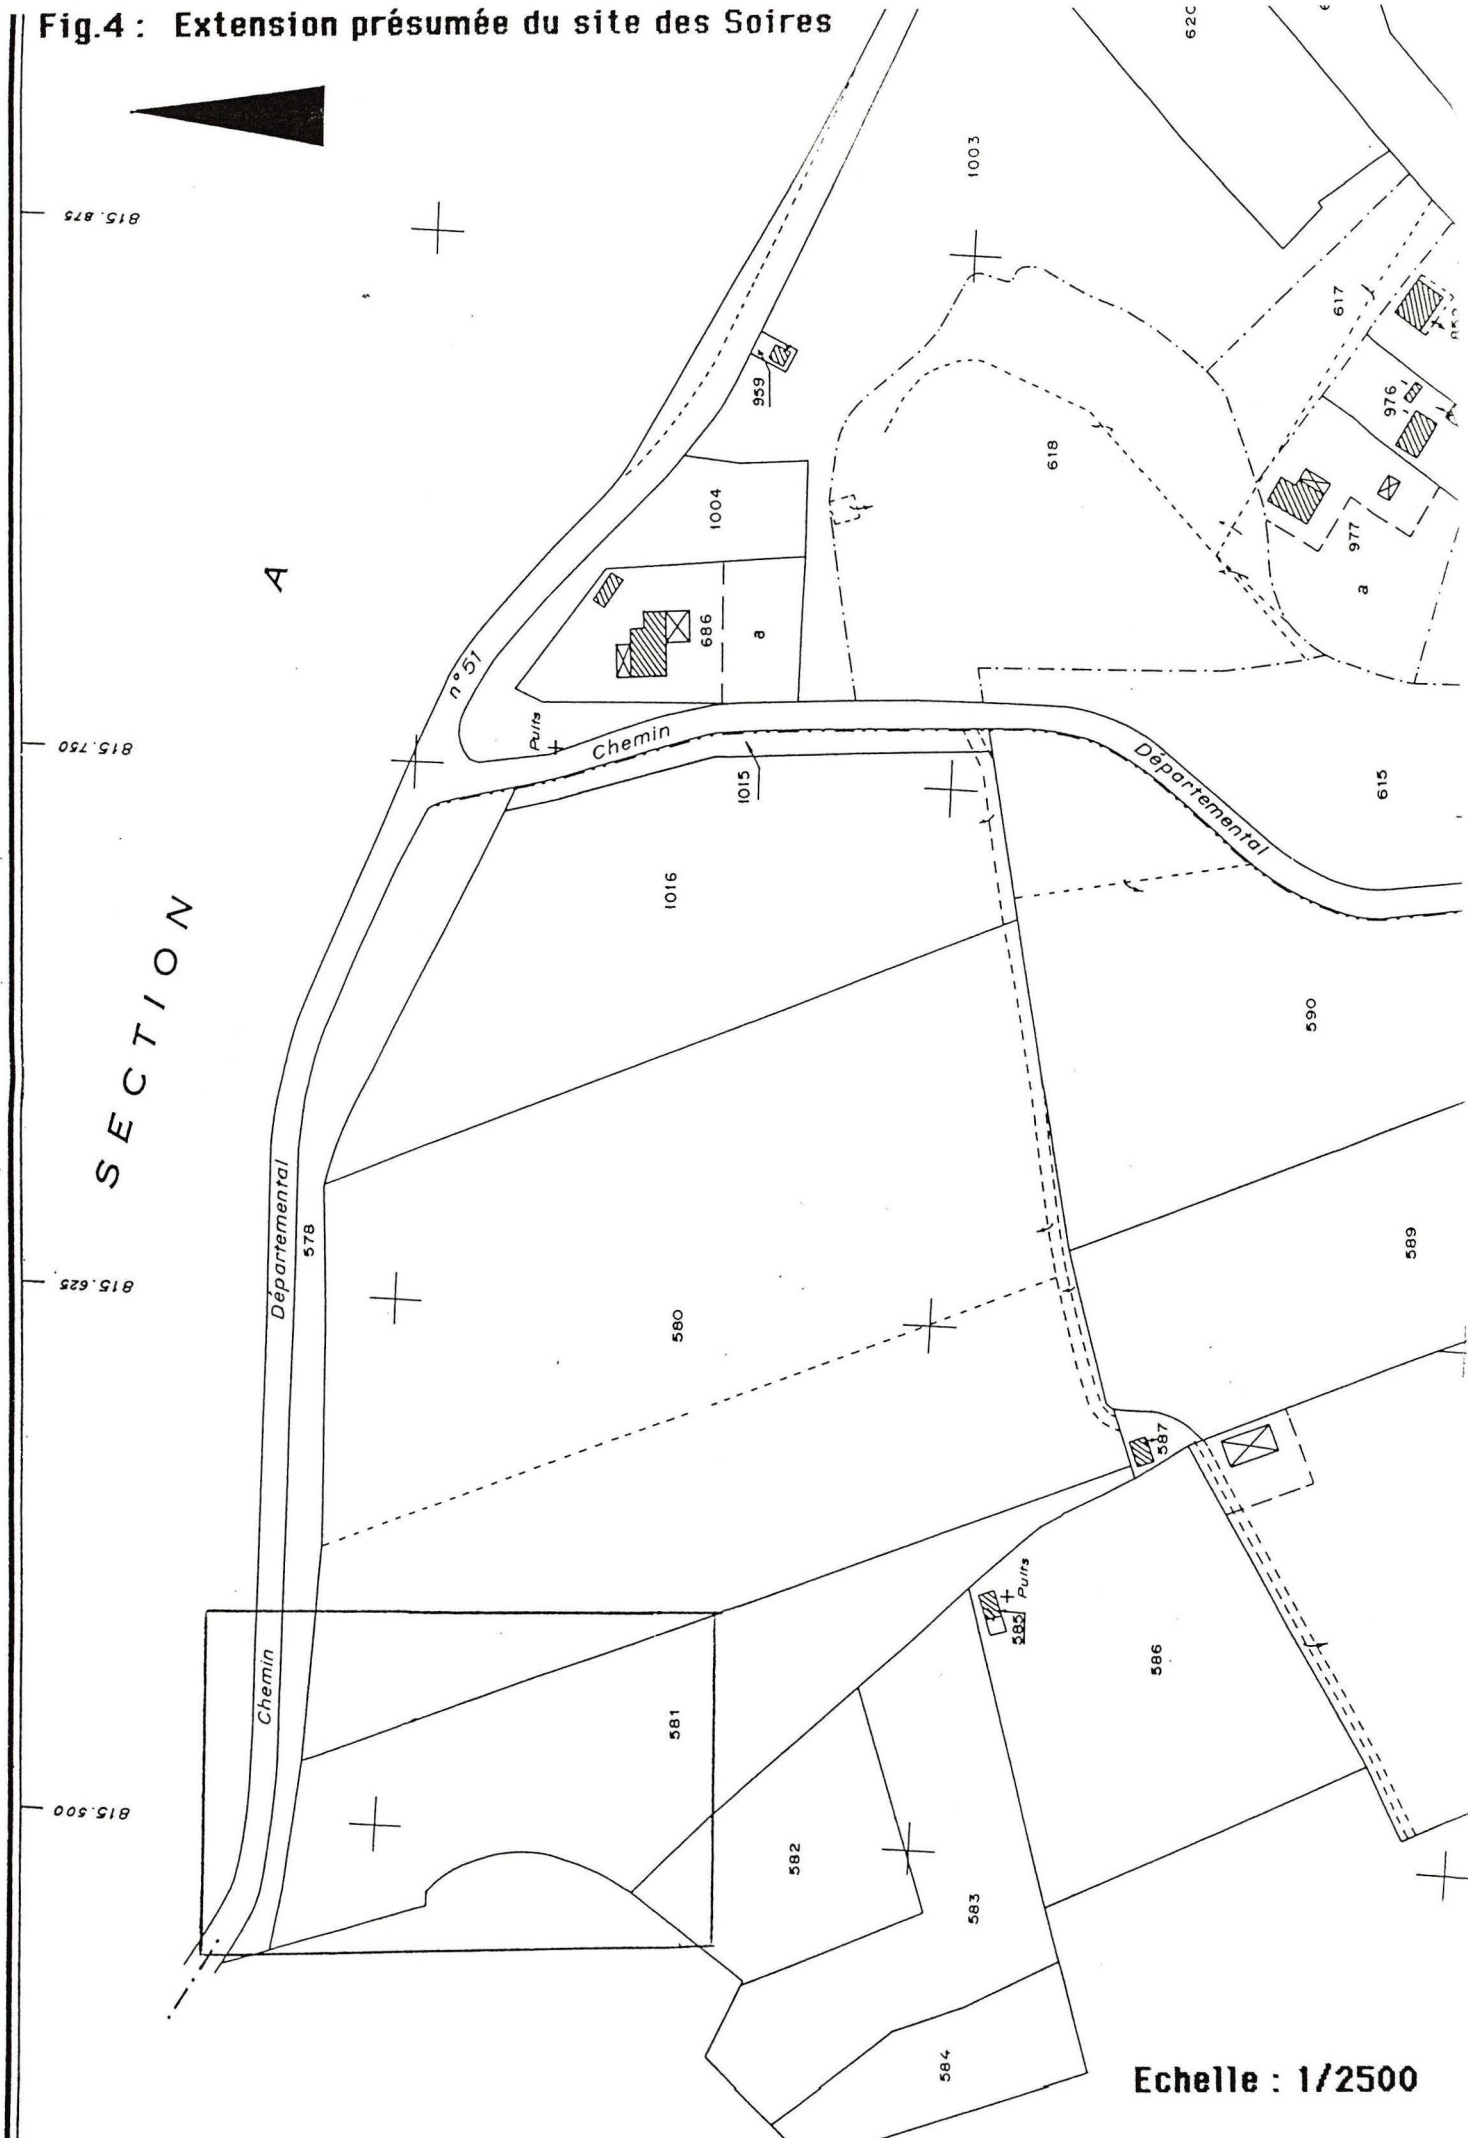 Fig.4 : Extension présumée du site des Soires
815.875
815.750
815.625
815.500
SECTION A
n° 51
Chemin
Départemental
Chemin
Départemental
Puits
Puits
1003
617
976
959
618
1004
977
a
686
a
1015
615
1016
590
578
580
589
587
585
586
581
582
583
584
Echelle : 1/2500